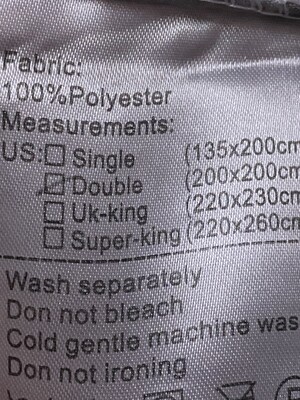 Fabric:
100%Polyester
Measurements:
US:☐ Single (135x200cm
☑Double (200x200cm
☐ Uk-king (220x230cm
☐ Super-king (220x260cm
Wash separately
Don not bleach
Cold gentle machine was
Don not ironing